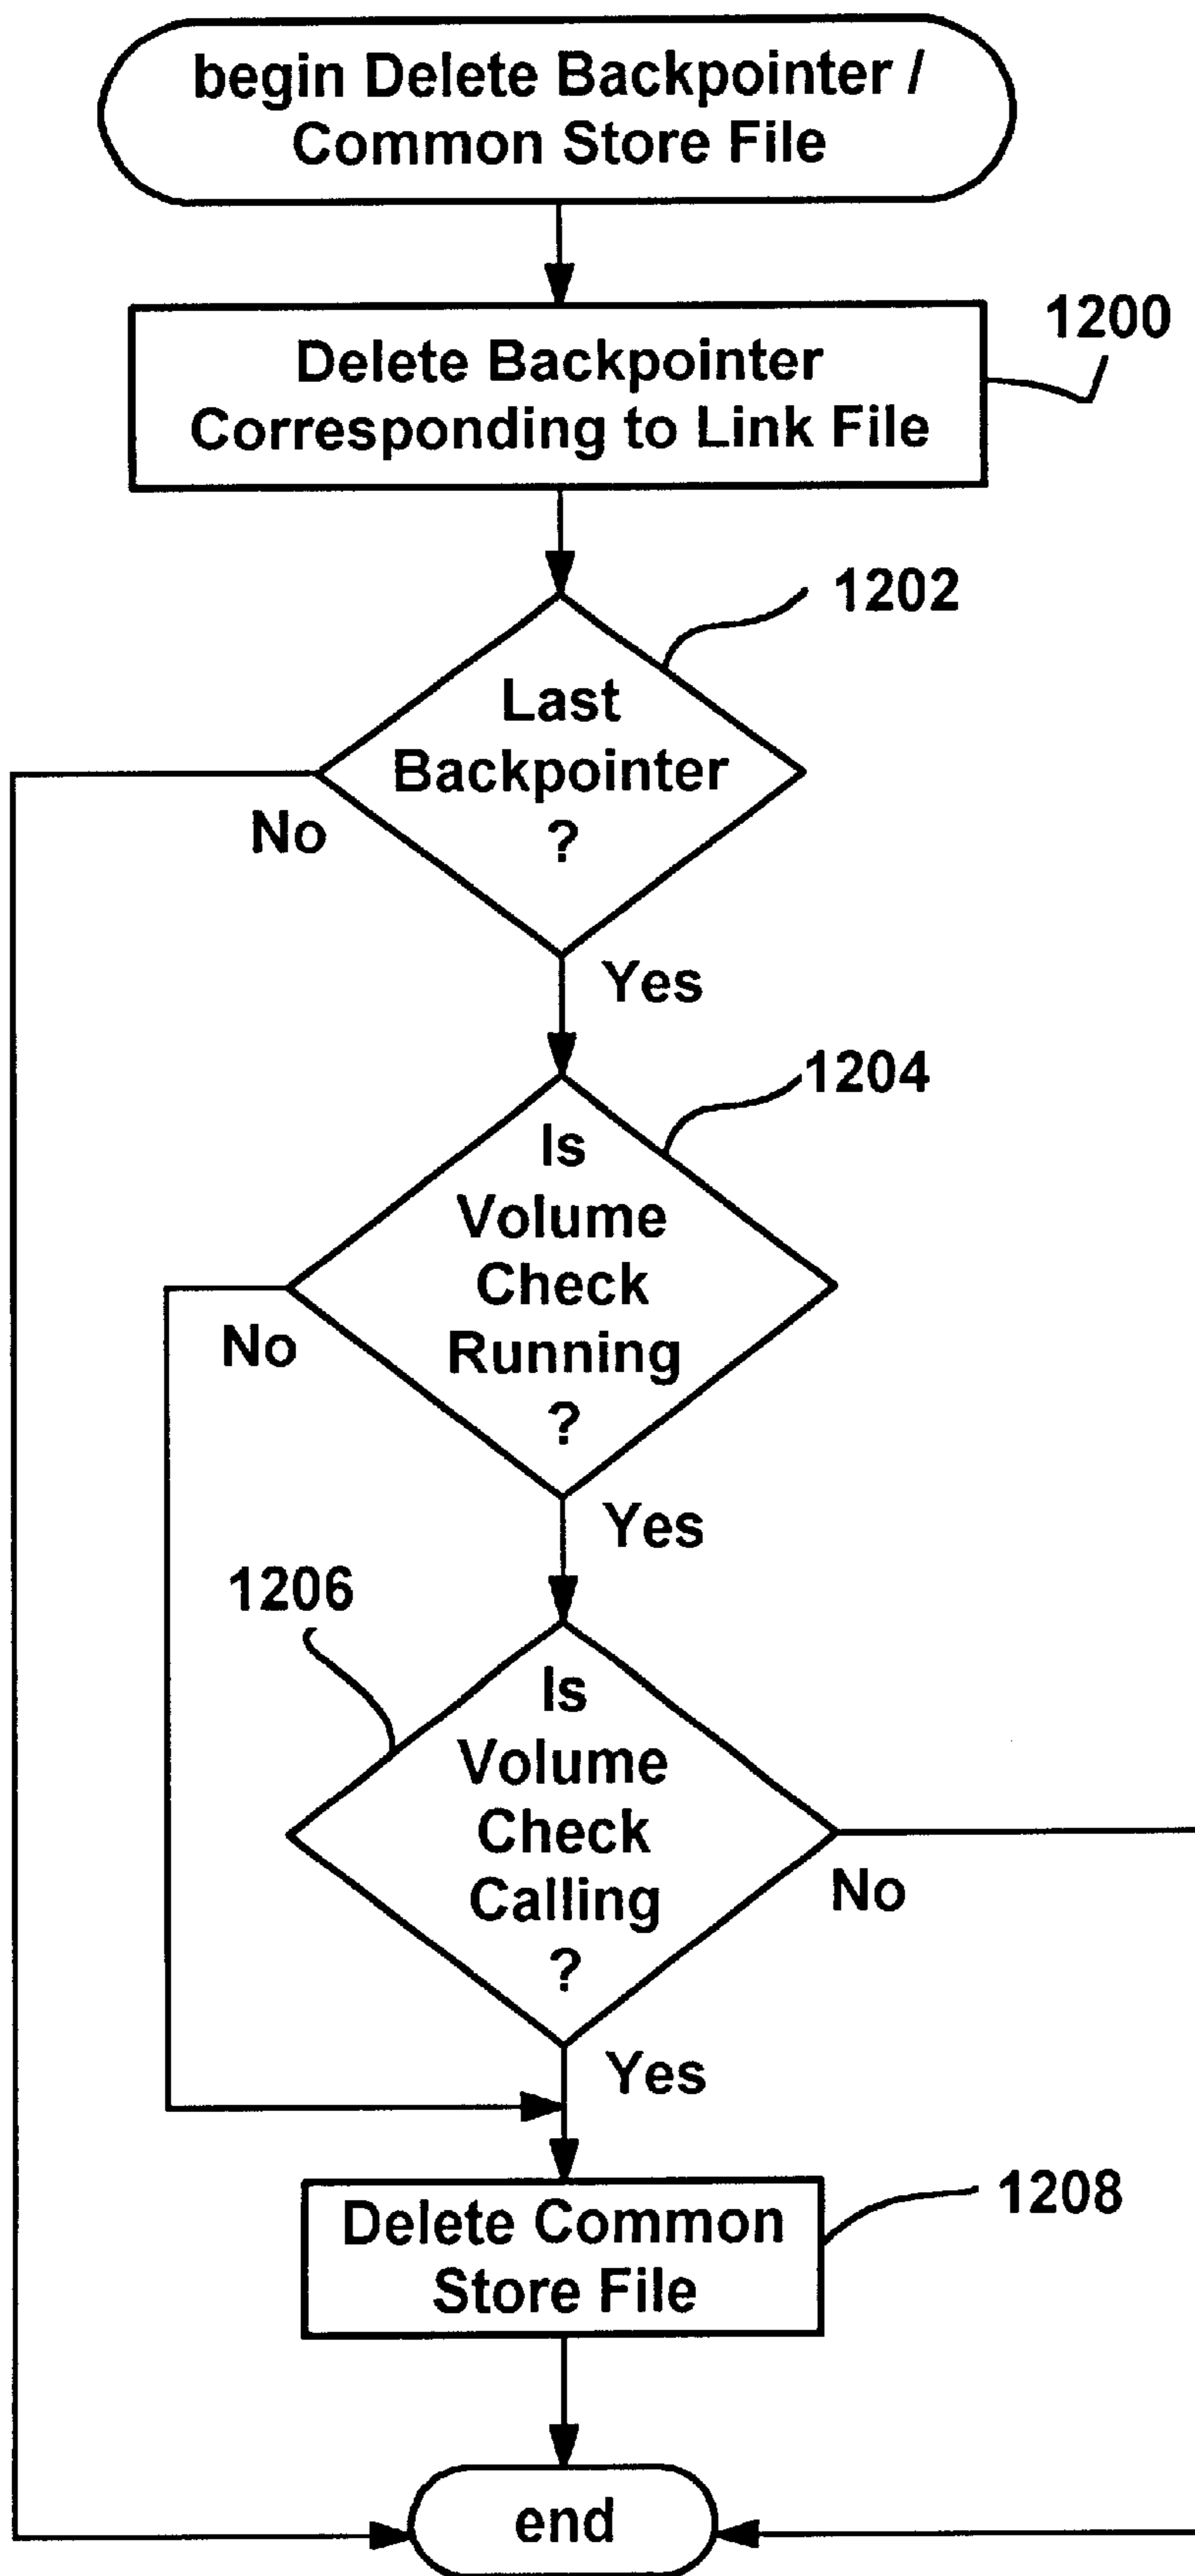 begin Delete Backpointer /
Common Store File
Delete Backpointer
Corresponding to Link File
1200
1202
Last
Backpointer
?
No
Yes
1204
Is
Volume
Check
Running
?
No
Yes
1206
Is
Volume
Check
Calling
?
No
Yes
Delete Common
Store File
1208
end